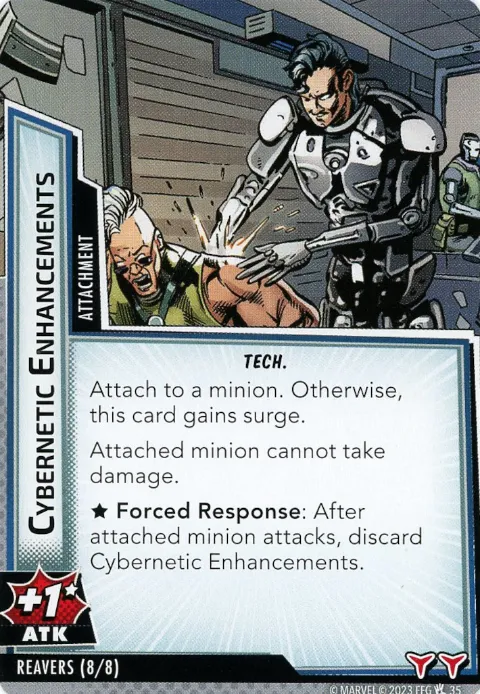 CYBERNETIC ENHANCEMENTS
ATTACHMENT
TECH.
Attach to a minion. Otherwise,
this card gains surge.
Attached minion cannot take
damage.
★ Forced Response: After
attached minion attacks, discard
Cybernetic Enhancements.
+1★
ATK
REAVERS (8/8)
© MARVEL © 2023 FFG 35